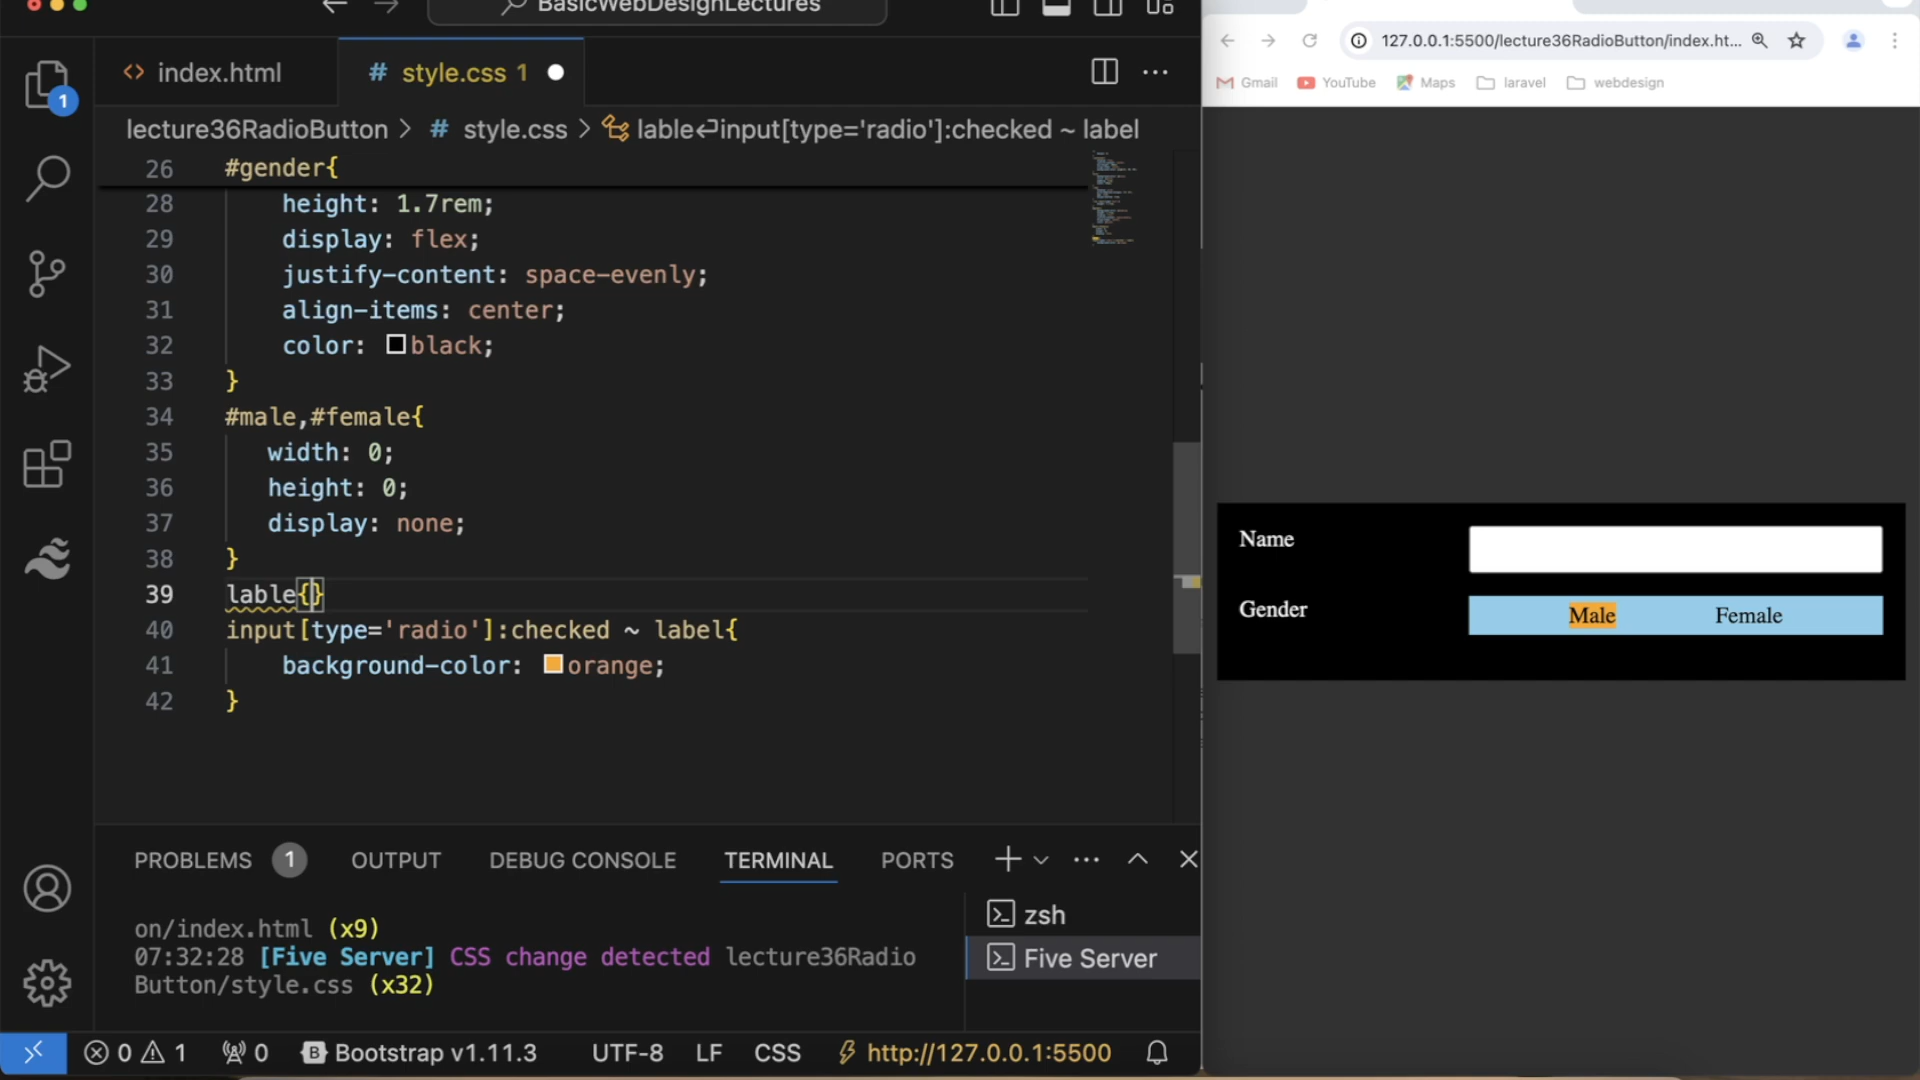 BasicWebDesignLectures
index.html
# style.css 1
lecture36RadioButton > # style.css > lable↵input[type='radio']:checked ~ label
26 #gender{
28 height: 1.7rem;
29 display: flex;
30 justify-content: space-evenly;
31 align-items: center;
32 color: black;
33 }
34 #male,#female{
35 width: 0;
36 height: 0;
37 display: none;
38 }
39 lable{}
40 input[type='radio']:checked ~ label{
41 background-color: orange;
42 }
1
PROBLEMS 1 OUTPUT DEBUG CONSOLE TERMINAL PORTS
on/index.html (x9)
07:32:28 [Five Server] CSS change detected lecture36Radio
Button/style.css (x32)
zsh
Five Server
0 1 0 Bootstrap v1.11.3 UTF-8 LF CSS http://127.0.0.1:5500
127.0.0.1:5500/lecture36RadioButton/index.ht...
Gmail YouTube Maps laravel webdesign
Name
Gender Male Female